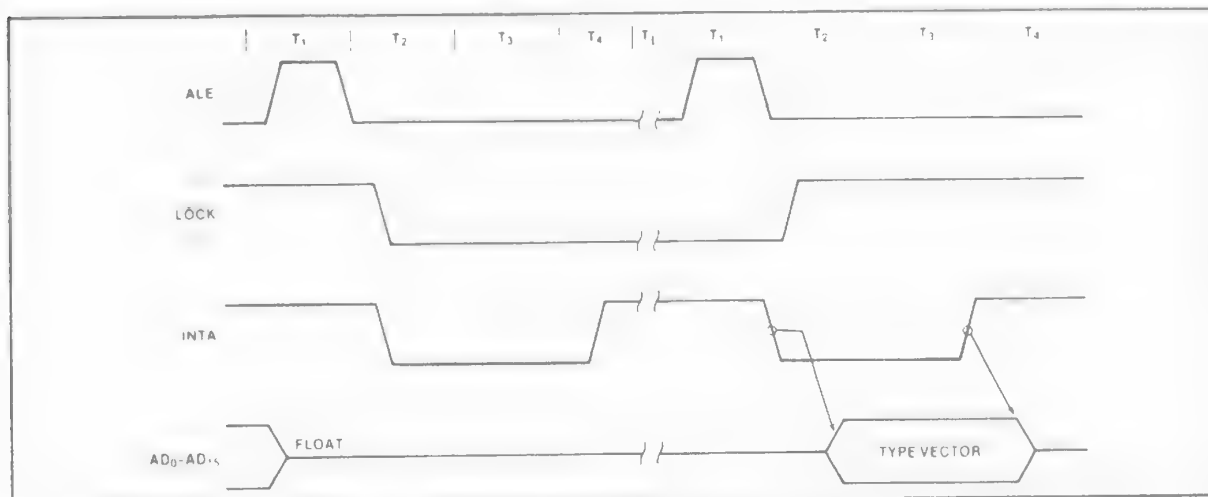 T₁ T₂ T₃ T₄ T₁ T₁ T₂ T₃ T₄
ALE
LOCK
INTA
FLOAT
AD₀-AD₁₅
TYPE VECTOR